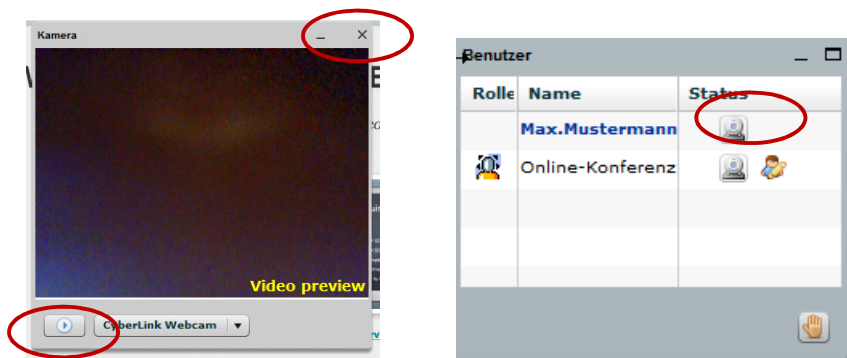 Kamera
Video preview
CyberLink Webcam
Benutzer
Rolle Name Status
Max.Mustermann
Online-Konferenz